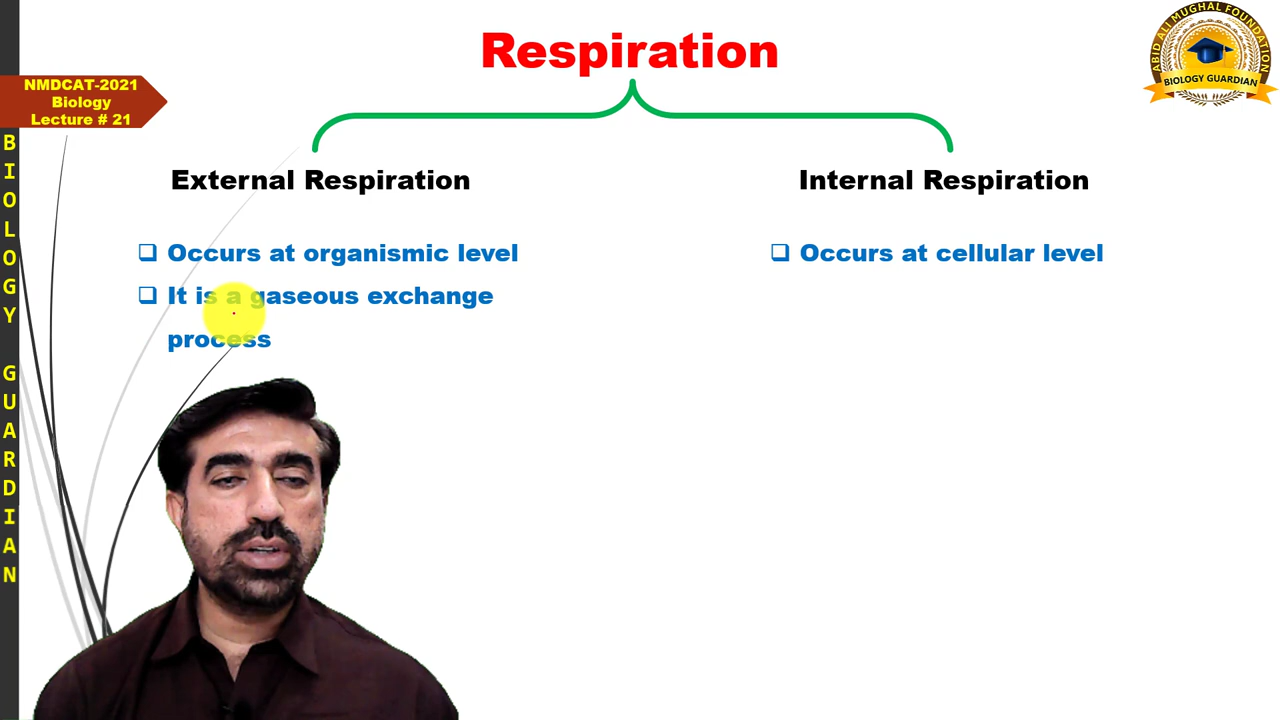 Respiration
ABID ALI MUGHAL FOUNDATION
BIOLOGY GUARDIAN
NMDCAT-2021
Biology
Lecture # 21
BIOLOGY GUARDIAN
External Respiration
Internal Respiration
Occurs at organismic level
It is a gaseous exchange
process
Occurs at cellular level